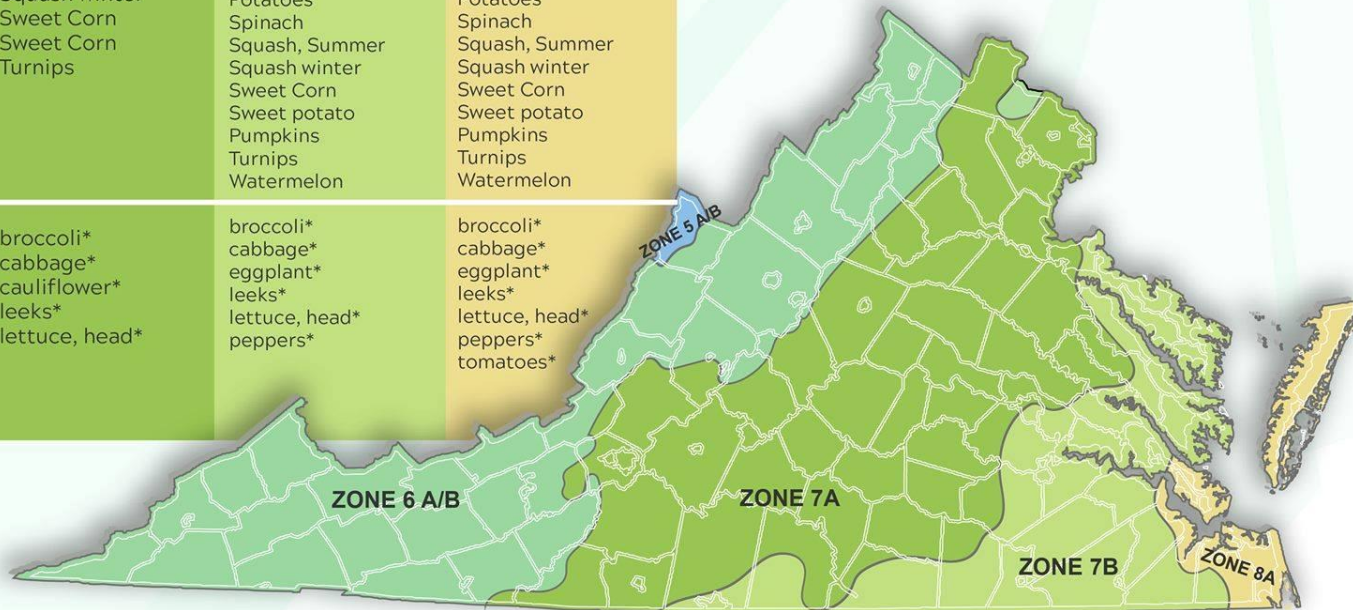 Sweet Corn
Sweet Corn
Turnips
Potatoes
Spinach
Squash, Summer
Squash winter
Sweet Corn
Sweet potato
Pumpkins
Turnips
Watermelon
Potatoes
Spinach
Squash, Summer
Squash winter
Sweet Corn
Sweet potato
Pumpkins
Turnips
Watermelon
broccoli*
cabbage*
cauliflower*
leeks*
lettuce, head*
broccoli*
cabbage*
eggplant*
leeks*
lettuce, head*
peppers*
broccoli*
cabbage*
eggplant*
leeks*
lettuce, head*
peppers*
tomatoes*
ZONE 5 A/B
ZONE 6 A/B
ZONE 7A
ZONE 7B
ZONE 8A